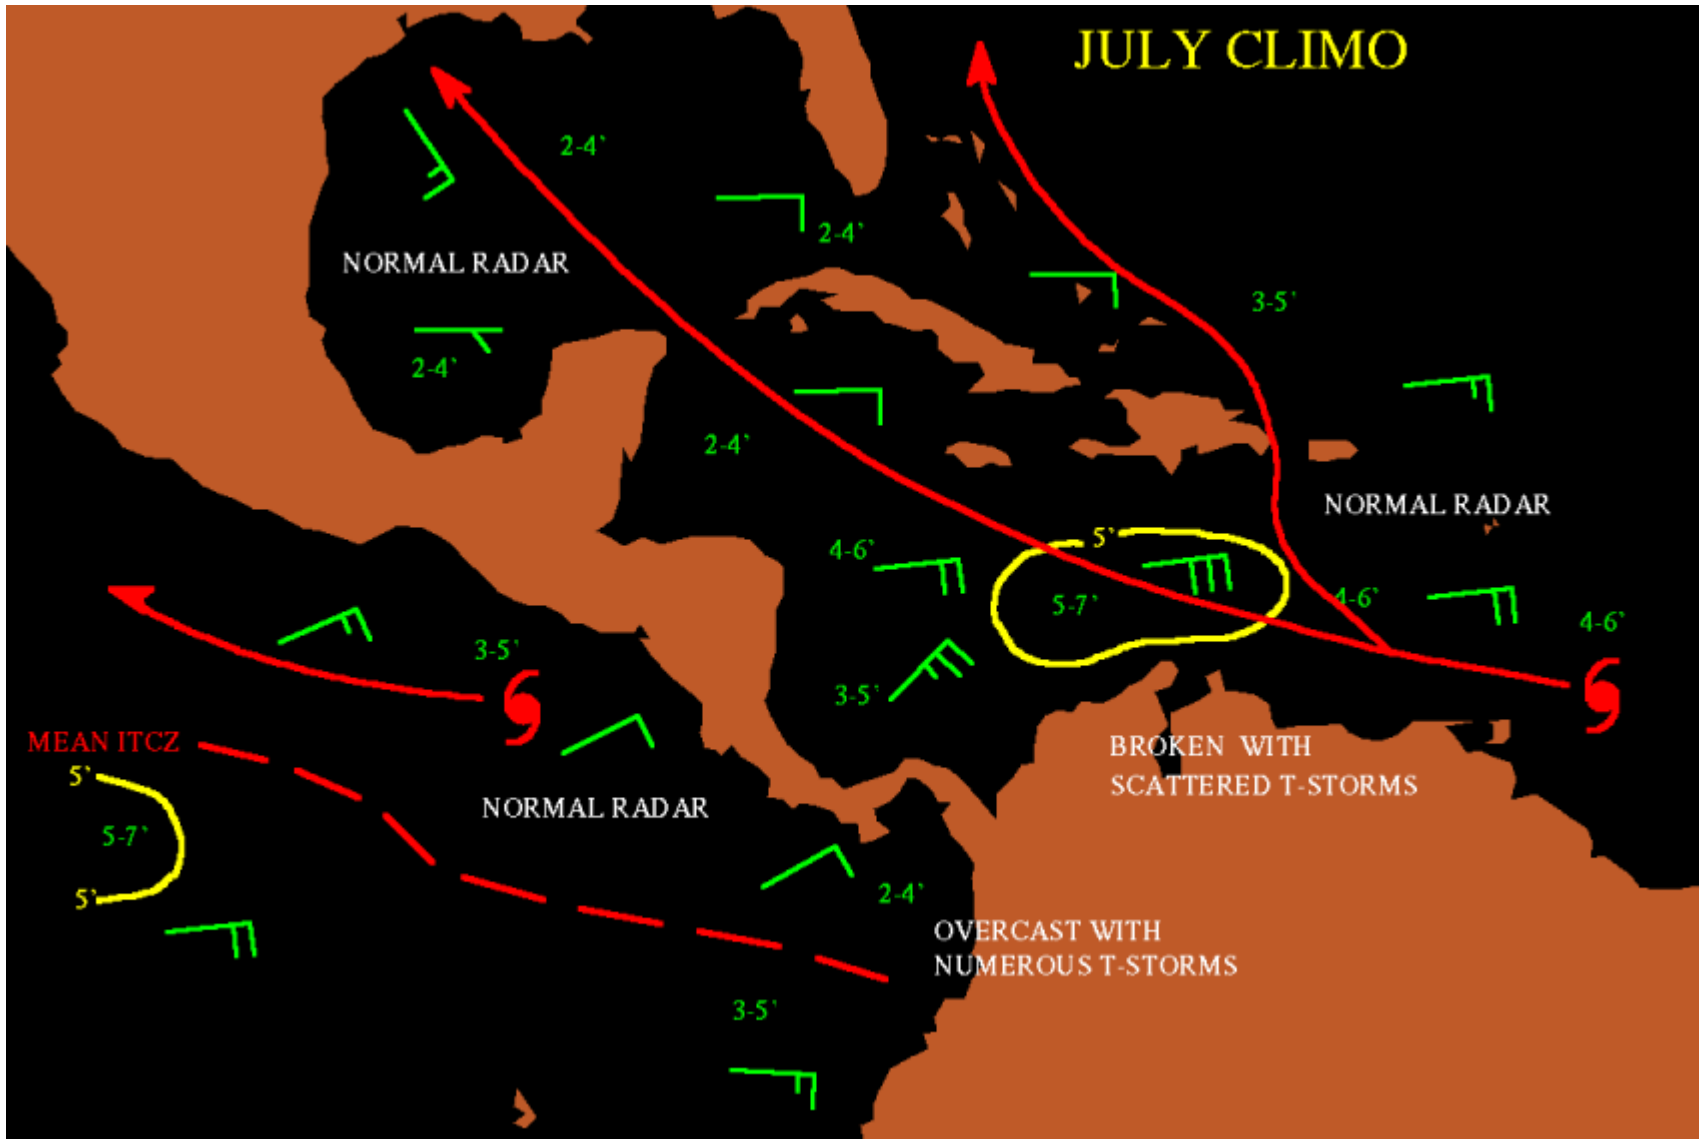 JULY CLIMO
2-4'
2-4'
NORMAL RADAR
3-5'
2-4'
2-4'
NORMAL RADAR
5'
4-6'
5-7'
4-6'
4-6'
3-5'
3-5'
MEAN ITCZ
BROKEN WITH
SCATTERED T-STORMS
5'
NORMAL RADAR
5-7'
5'
2-4'
OVERCAST WITH
NUMEROUS T-STORMS
3-5'